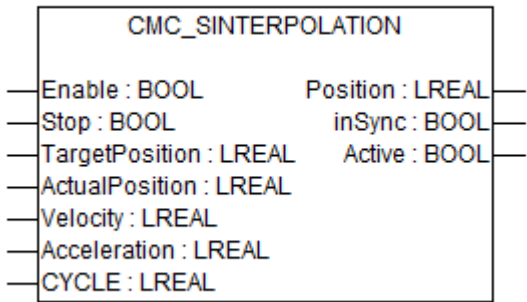 CMC_SINTERPOLATION
Enable : BOOL Position : LREAL
Stop : BOOL inSync : BOOL
TargetPosition : LREAL Active : BOOL
ActualPosition : LREAL
Velocity : LREAL
Acceleration : LREAL
CYCLE : LREAL